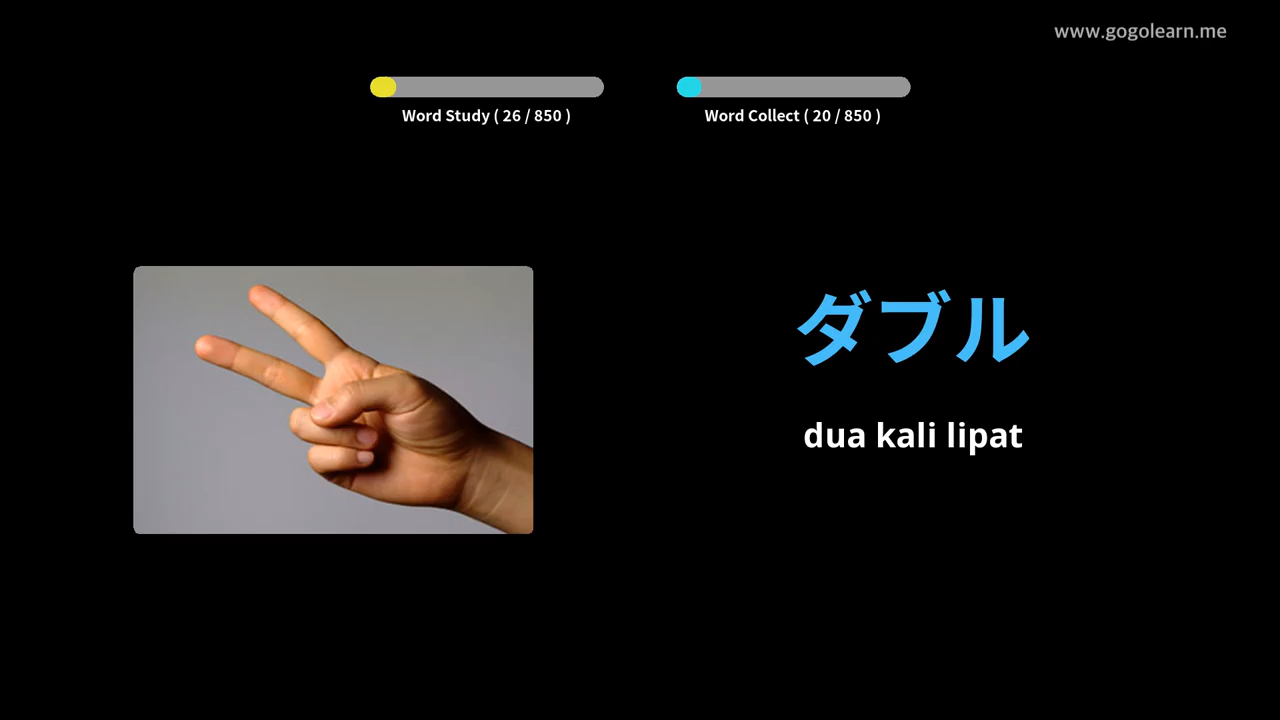 www.gogolearn.me
Word Study ( 26 / 850 )
Word Collect ( 20 / 850 )
ダブル
dua kali lipat